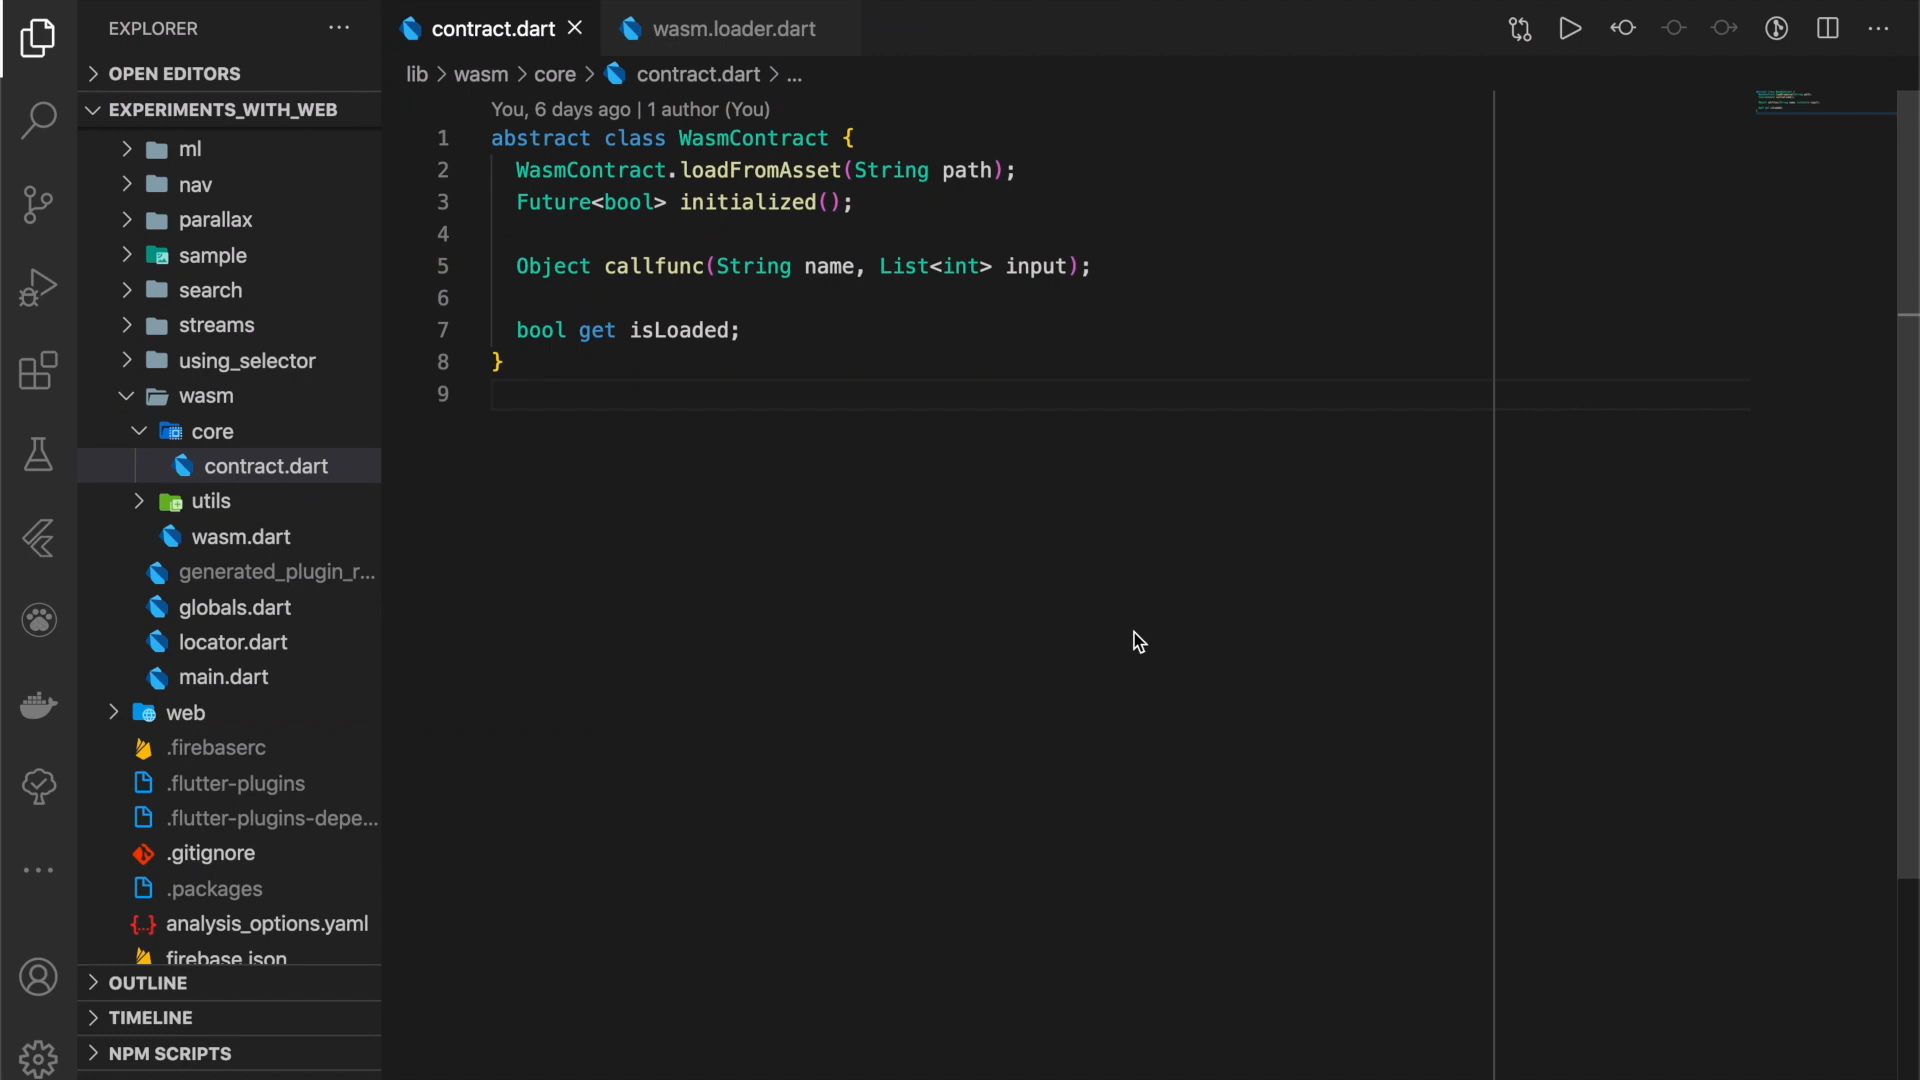 EXPLORER
OPEN EDITORS
EXPERIMENTS_WITH_WEB
ml
nav
parallax
sample
search
streams
using_selector
wasm
core
contract.dart
utils
wasm.dart
generated_plugin_r...
globals.dart
locator.dart
main.dart
web
.firebaserc
.flutter-plugins
.flutter-plugins-depe...
.gitignore
.packages
analysis_options.yaml
firebase.json
OUTLINE
TIMELINE
NPM SCRIPTS
contract.dart
wasm.loader.dart
lib > wasm > core > contract.dart > ...
You, 6 days ago | 1 author (You)
1 abstract class WasmContract {
2 WasmContract.loadFromAsset(String path);
3 Future<bool> initialized();
4
5 Object callfunc(String name, List<int> input);
6
7 bool get isLoaded;
8 }
9